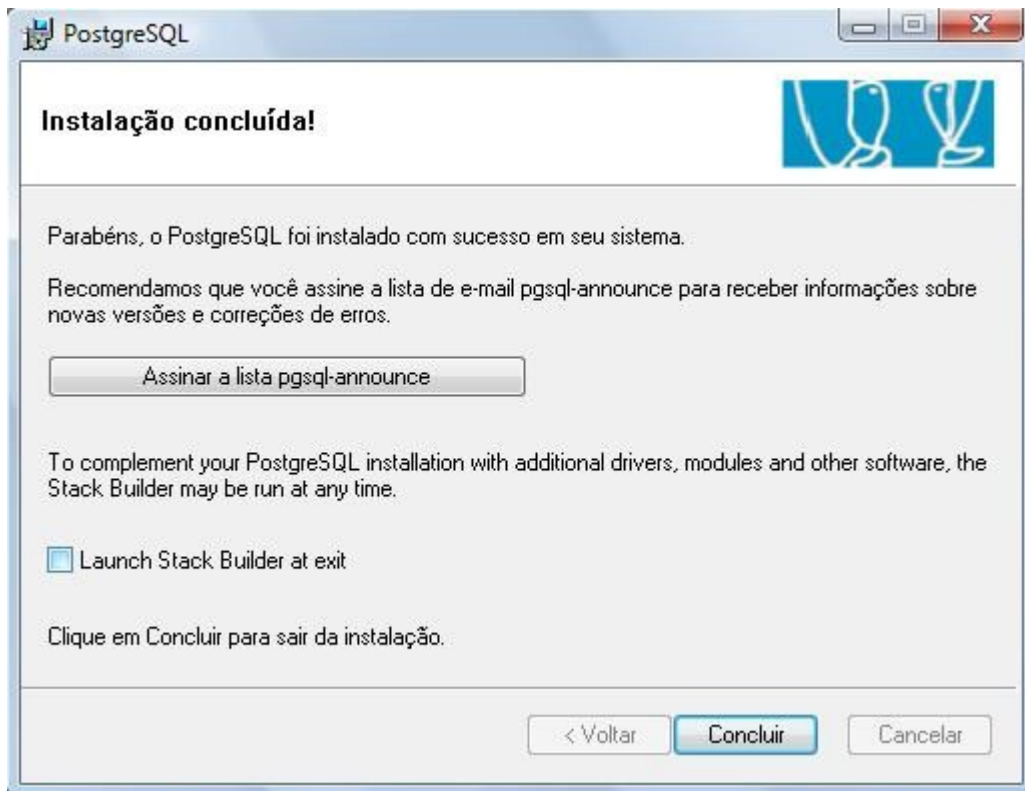 PostgreSQL
Instalação concluída!
Parabéns, o PostgreSQL foi instalado com sucesso em seu sistema.
Recomendamos que você assine a lista de e-mail pgsql-announce para receber informações sobre
novas versões e correções de erros.
Assinar a lista pgsql-announce
To complement your PostgreSQL installation with additional drivers, modules and other software, the
Stack Builder may be run at any time.
Launch Stack Builder at exit
Clique em Concluir para sair da instalação.
< Voltar Concluir Cancelar